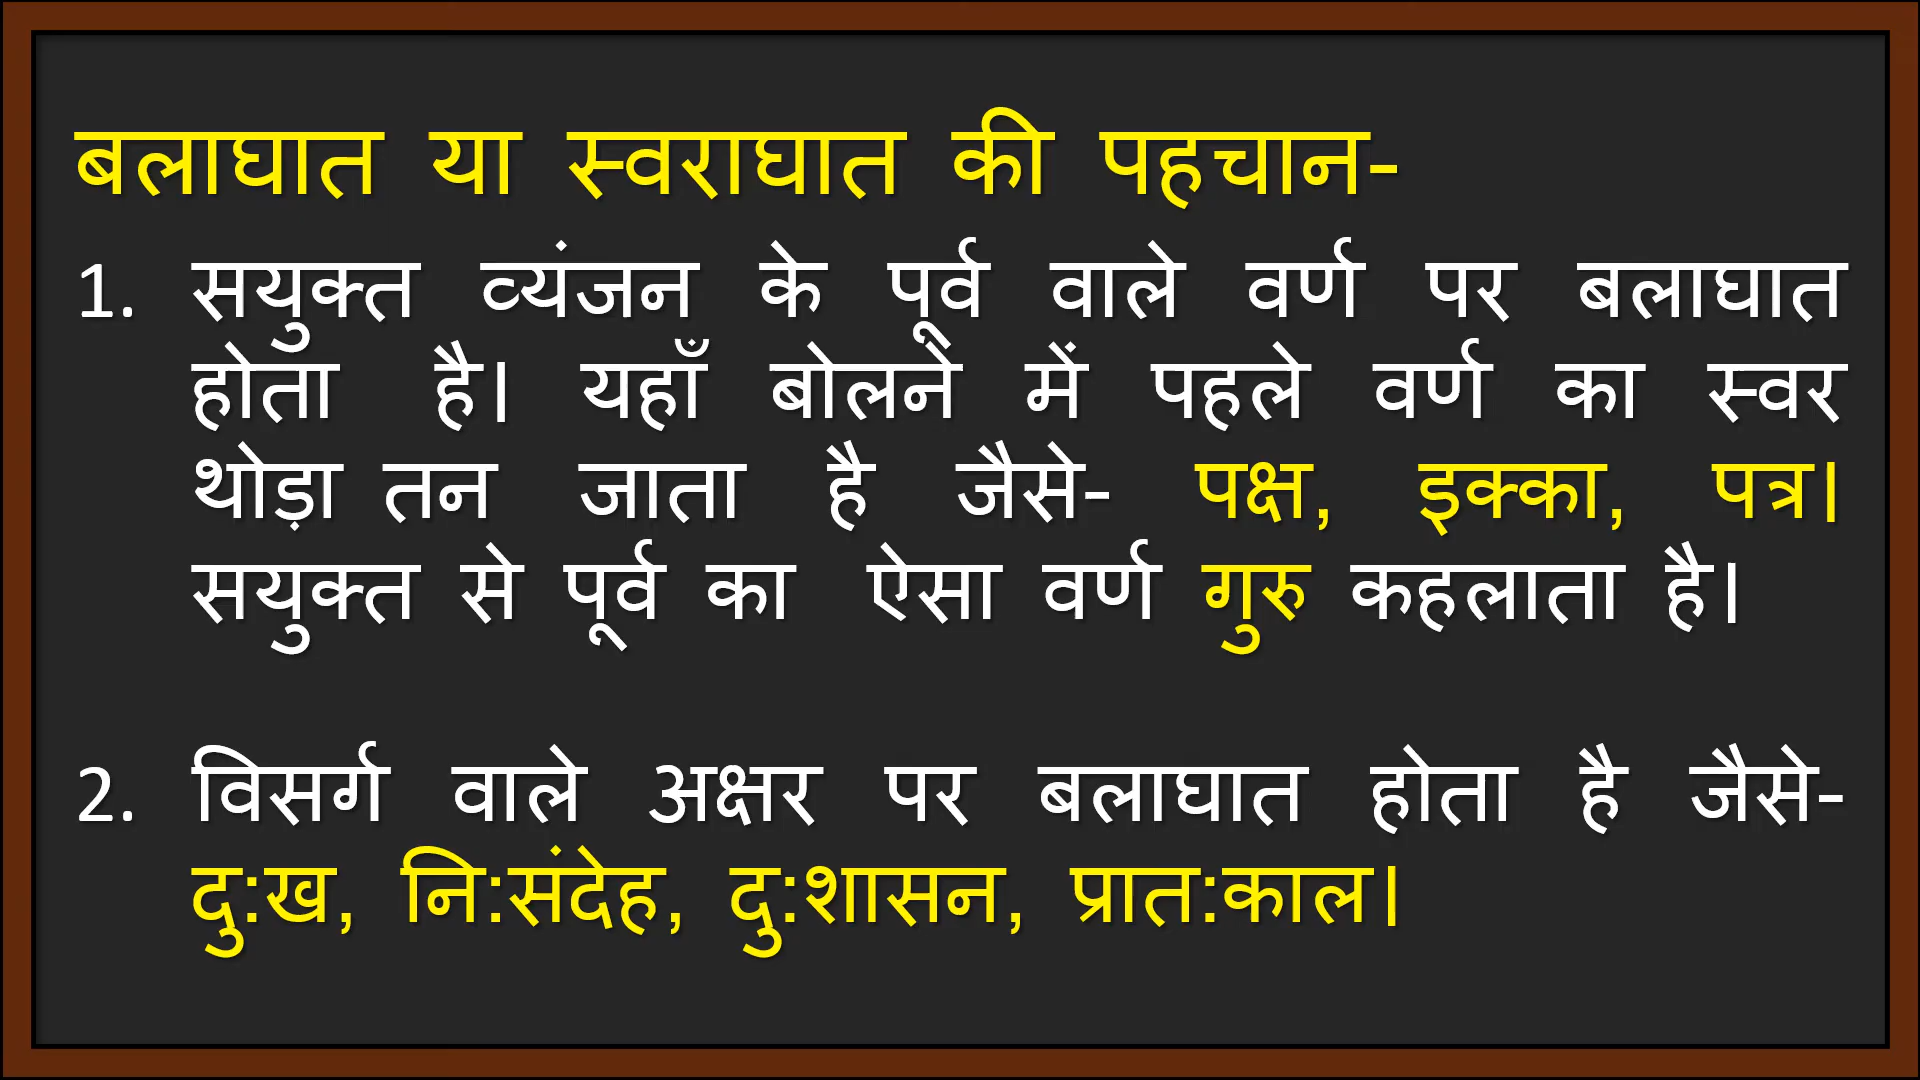 बलाघात या स्वराघात की पहचान-
1. सयुक्त व्यंजन के पूर्व वाले वर्ण पर बलाघात
होता है। यहाँ बोलने में पहले वर्ण का स्वर
थोड़ा तन जाता है जैसे- पक्ष, इक्का, पत्र।
सयुक्त से पूर्व का ऐसा वर्ण गुरु कहलाता है।
2. विसर्ग वाले अक्षर पर बलाघात होता है जैसे-
दु:ख, नि:संदेह, दु:शासन, प्रात:काल।